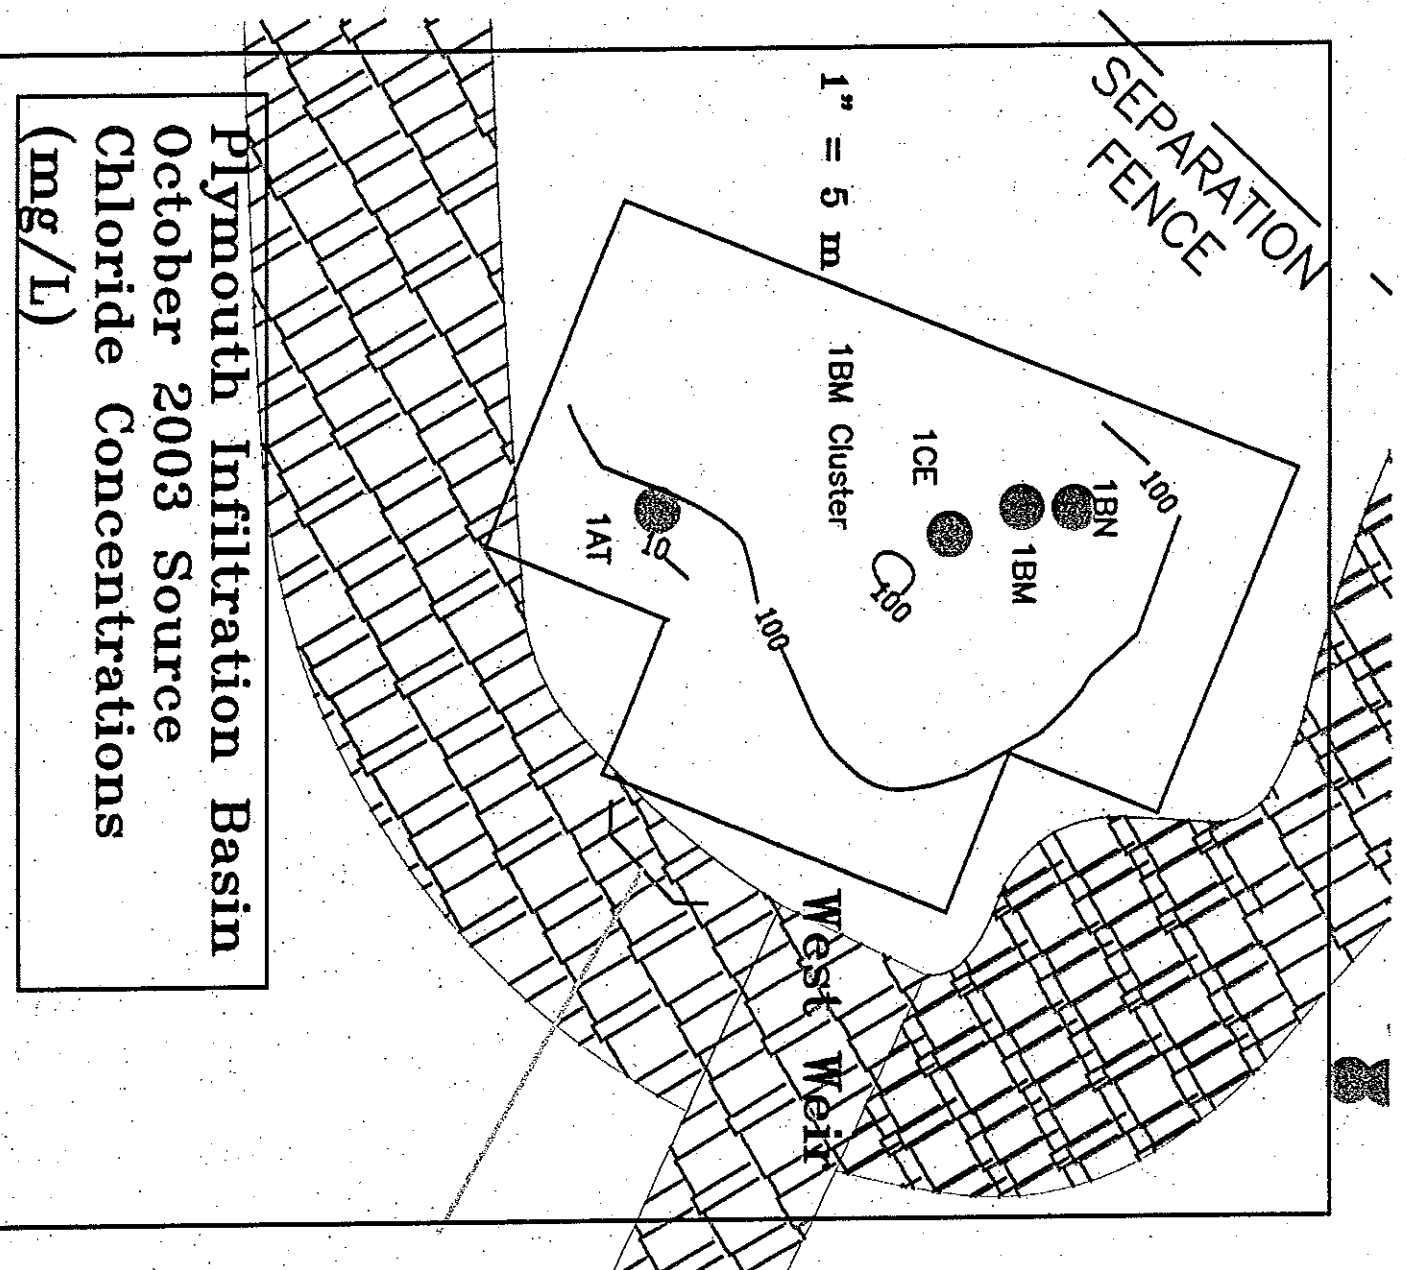 SEPARATION
FENCE
100
1BN
1BM
1CE
100
1" = 5 m
1BM Cluster
100
West Weir
10
1AT
Plymouth Infiltration Basin
October 2003 Source
Chloride Concentrations
(mg/L)